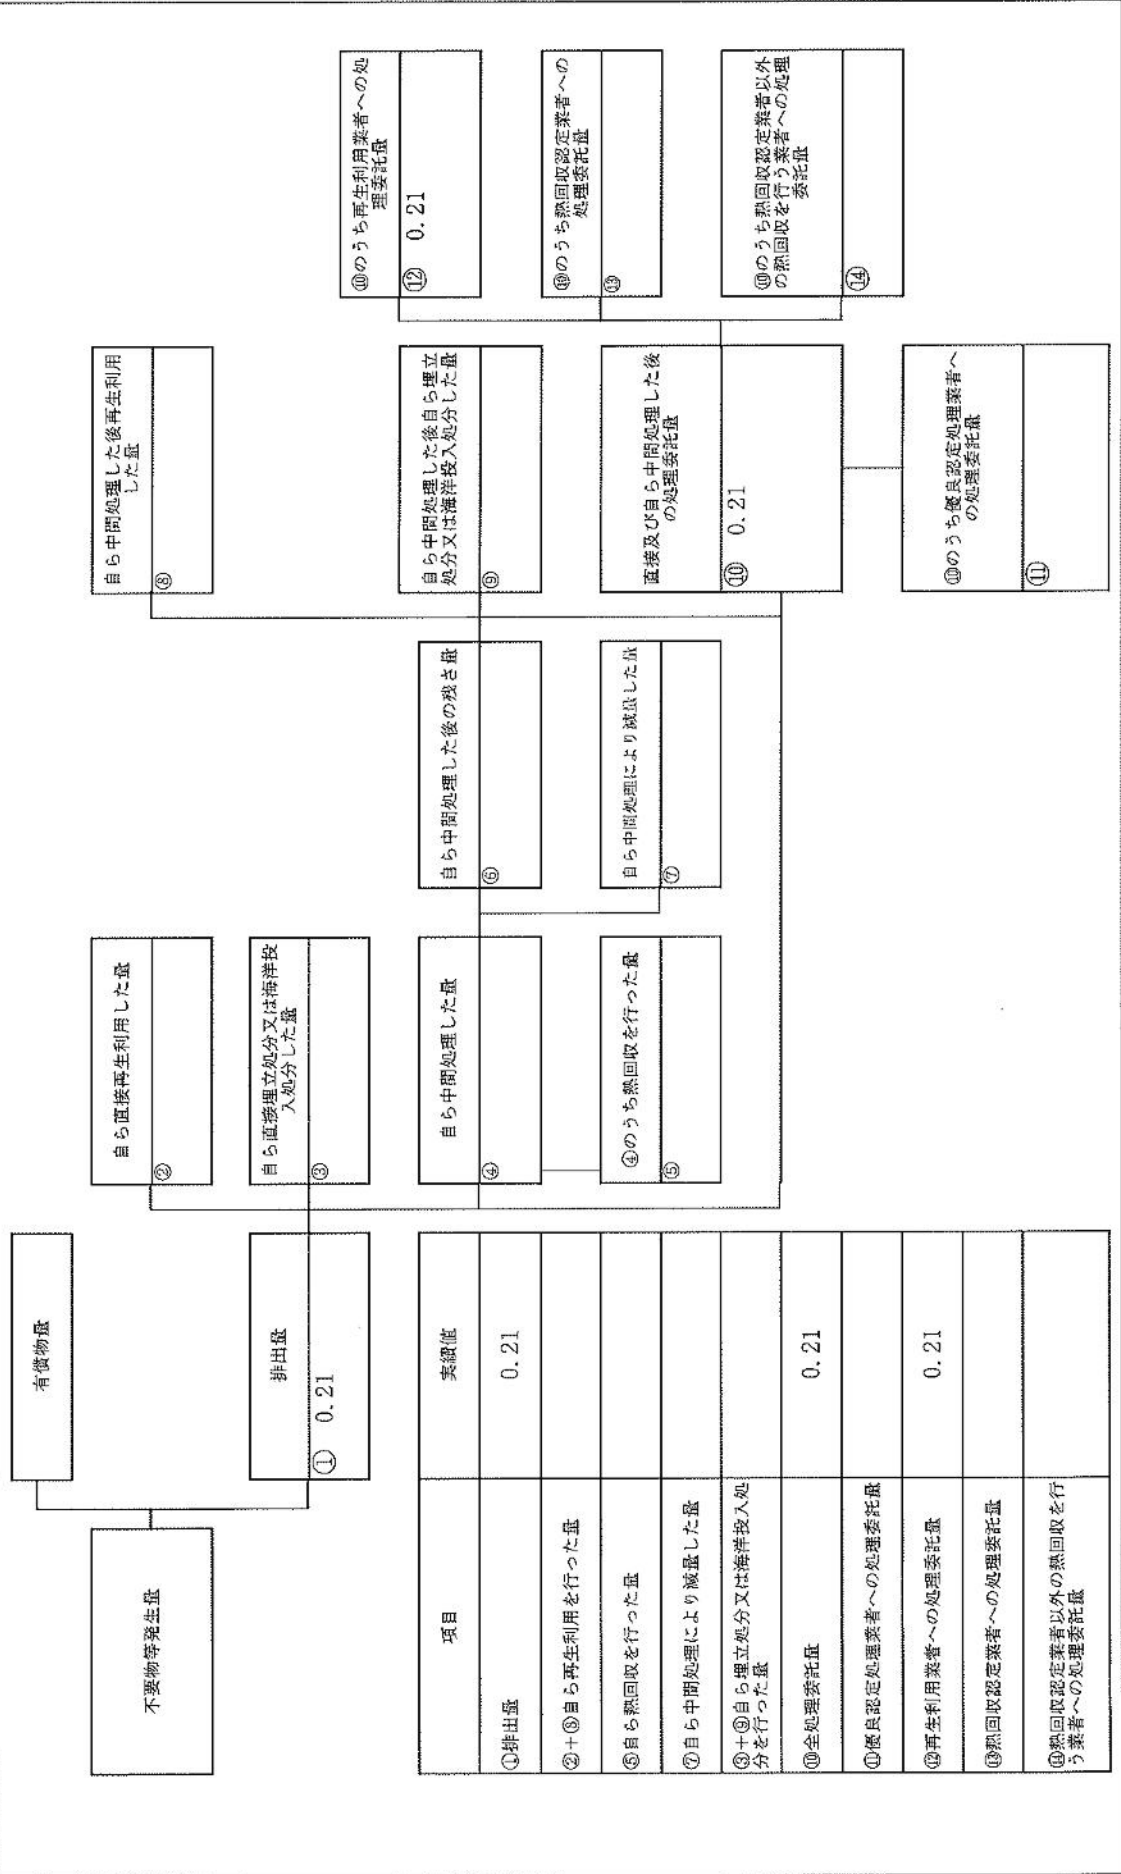 有償物量
不要物等発生量
排出量
① 0.21
自ら直接再生利用した量
②
自ら直接埋立処分又は海洋投
入処分した量
③
自ら中間処理した量
④
④のうち熱回収を行った量
⑤
自ら中間処理した後の残さ量
⑥
自ら中間処理により減量した量
⑦
自ら中間処理した後再生利用
した量
⑧
自ら中間処理した後自ら埋立
処分又は海洋投入処分した量
⑨
直接及び自ら中間処理した後
の処理委託量
⑩ 0.21
⑩のうち優良認定処理業者へ
の処理委託量
⑪
⑩のうち再生利用業者への処
理委託量
⑫ 0.21
⑩のうち熱回収認定業者への
処理委託量
⑬
⑩のうち熱回収認定業者以外
の熱回収を行う業者への処理
委託量
⑭
項目 実績値
①排出量 0.21
②+⑧自ら再生利用を行った量
⑤自ら熱回収を行った量
⑦自ら中間処理により減量した量
③+⑨自ら埋立処分又は海洋投入処
分を行った量
⑩全処理委託量 0.21
⑪優良認定処理業者への処理委託量
⑫再生利用業者への処理委託量 0.21
⑬熱回収認定業者への処理委託量
⑭熱回収認定業者以外の熱回収を行
う業者への処理委託量